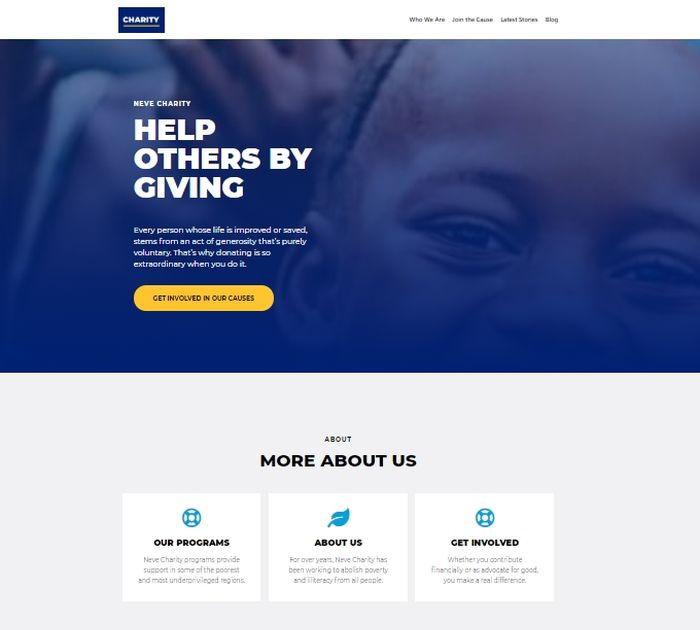 CHARITY
Who We Are Join the Cause Latest Stories Blog
NEVE CHARITY
HELP
OTHERS BY
GIVING
Every person whose life is improved or saved,
stems from an act of generosity that's purely
voluntary. That's why donating is so
extraordinary when you do it.
GET INVOLVED IN OUR CAUSES
ABOUT
MORE ABOUT US
OUR PROGRAMS
Neve Charity programs provide
support in some of the poorest
and most underprivileged regions.
ABOUT US
For over years, Neve Charity has
been working to abolish poverty
and illiteracy from all people.
GET INVOLVED
Whether you contribute
financially or as advocate for good,
you make a real difference.